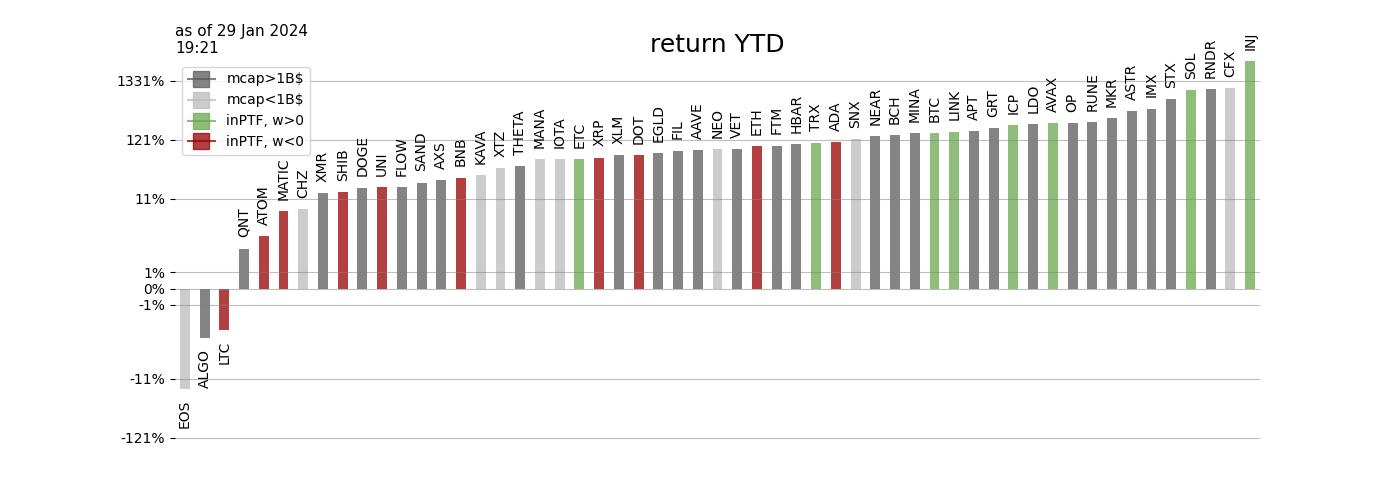 as of 29 Jan 2024
19:21
return YTD
mcap>1B$
mcap<1B$
inPTF, w>0
inPTF, w<0
1331%
121%
11%
1%
0%
-1%
-11%
-121%
EOS
ALGO
LTC
QNT
ATOM
MATIC
CHZ
XMR
SHIB
DOGE
UNI
FLOW
SAND
AXS
BNB
KAVA
XTZ
THETA
MANA
IOTA
ETC
XRP
XLM
DOT
EGLD
FIL
AAVE
NEO
VET
ETH
FTM
HBAR
TRX
ADA
SNX
NEAR
BCH
MINA
BTC
LINK
APT
GRT
ICP
LDO
AVAX
OP
RUNE
MKR
ASTR
IMX
STX
SOL
RNDR
CFX
INJ